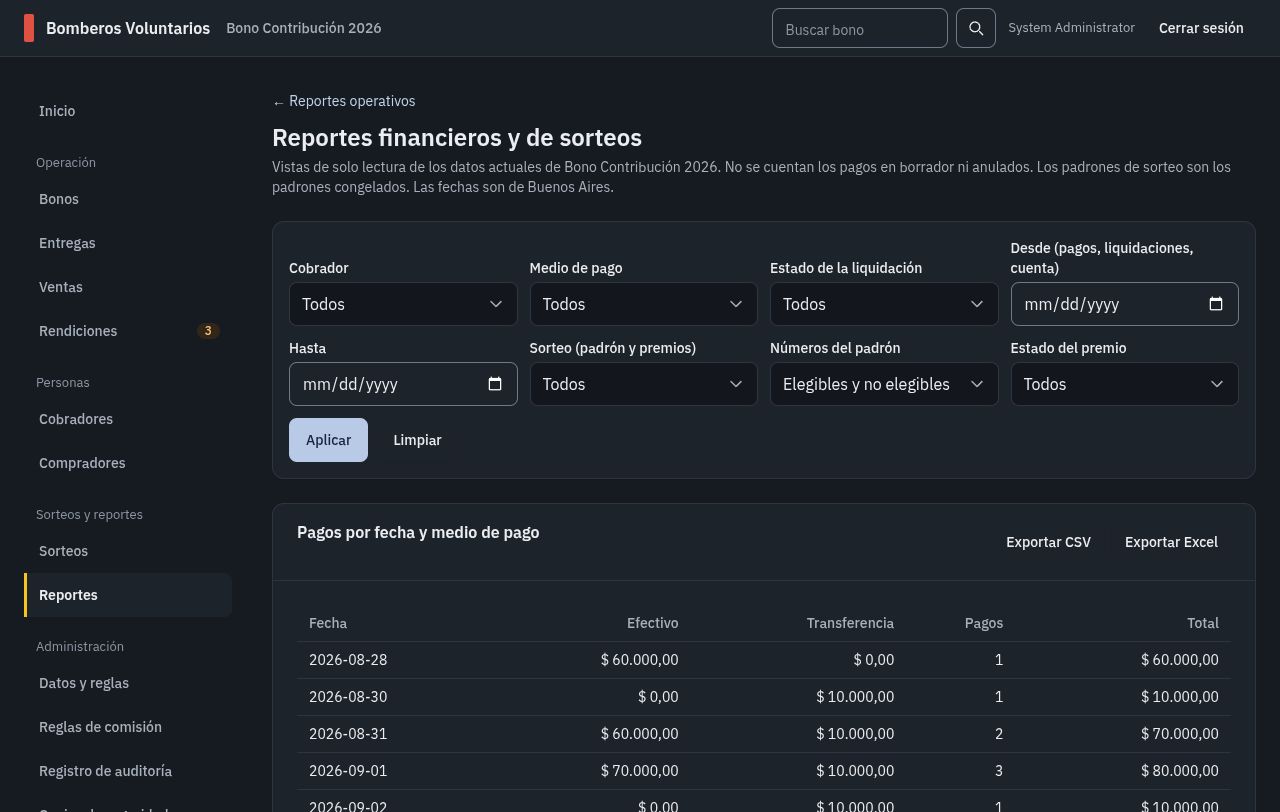 Bomberos Voluntarios Bono Contribución 2026 Buscar bono System Administrator Cerrar sesión
Inicio
Operación
Bonos
Entregas
Ventas
Rendiciones 3
Personas
Cobradores
Compradores
Sorteos y reportes
Sorteos
Reportes
Administración
Datos y reglas
Reglas de comisión
Registro de auditoría
← Reportes operativos
Reportes financieros y de sorteos
Vistas de solo lectura de los datos actuales de Bono Contribución 2026. No se cuentan los pagos en borrador ni anulados. Los padrones de sorteo son los
padrones congelados. Las fechas son de Buenos Aires.
Cobrador Medio de pago Estado de la liquidación Desde (pagos, liquidaciones,
cuenta)
Todos Todos Todos mm/dd/yyyy
Hasta Sorteo (padrón y premios) Números del padrón Estado del premio
mm/dd/yyyy Todos Elegibles y no elegibles Todos
Aplicar Limpiar
Pagos por fecha y medio de pago
Exportar CSV Exportar Excel
Fecha Efectivo Transferencia Pagos Total
2026-08-28 $ 60.000,00 $ 0,00 1 $ 60.000,00
2026-08-30 $ 0,00 $ 10.000,00 1 $ 10.000,00
2026-08-31 $ 60.000,00 $ 10.000,00 2 $ 70.000,00
2026-09-01 $ 70.000,00 $ 10.000,00 3 $ 80.000,00
2026-09-02 $ 0,00 $ 10.000,00 1 $ 10.000,00